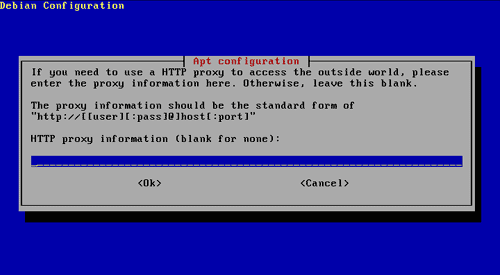 Debian Configuration
Apt configuration
If you need to use a HTTP proxy to access the outside world, please
enter the proxy information here. Otherwise, leave this blank.
The proxy information should be the standard form of
"http://[[user][:pass]@]host[:port]"
HTTP proxy information (blank for none):
<Ok> <Cancel>